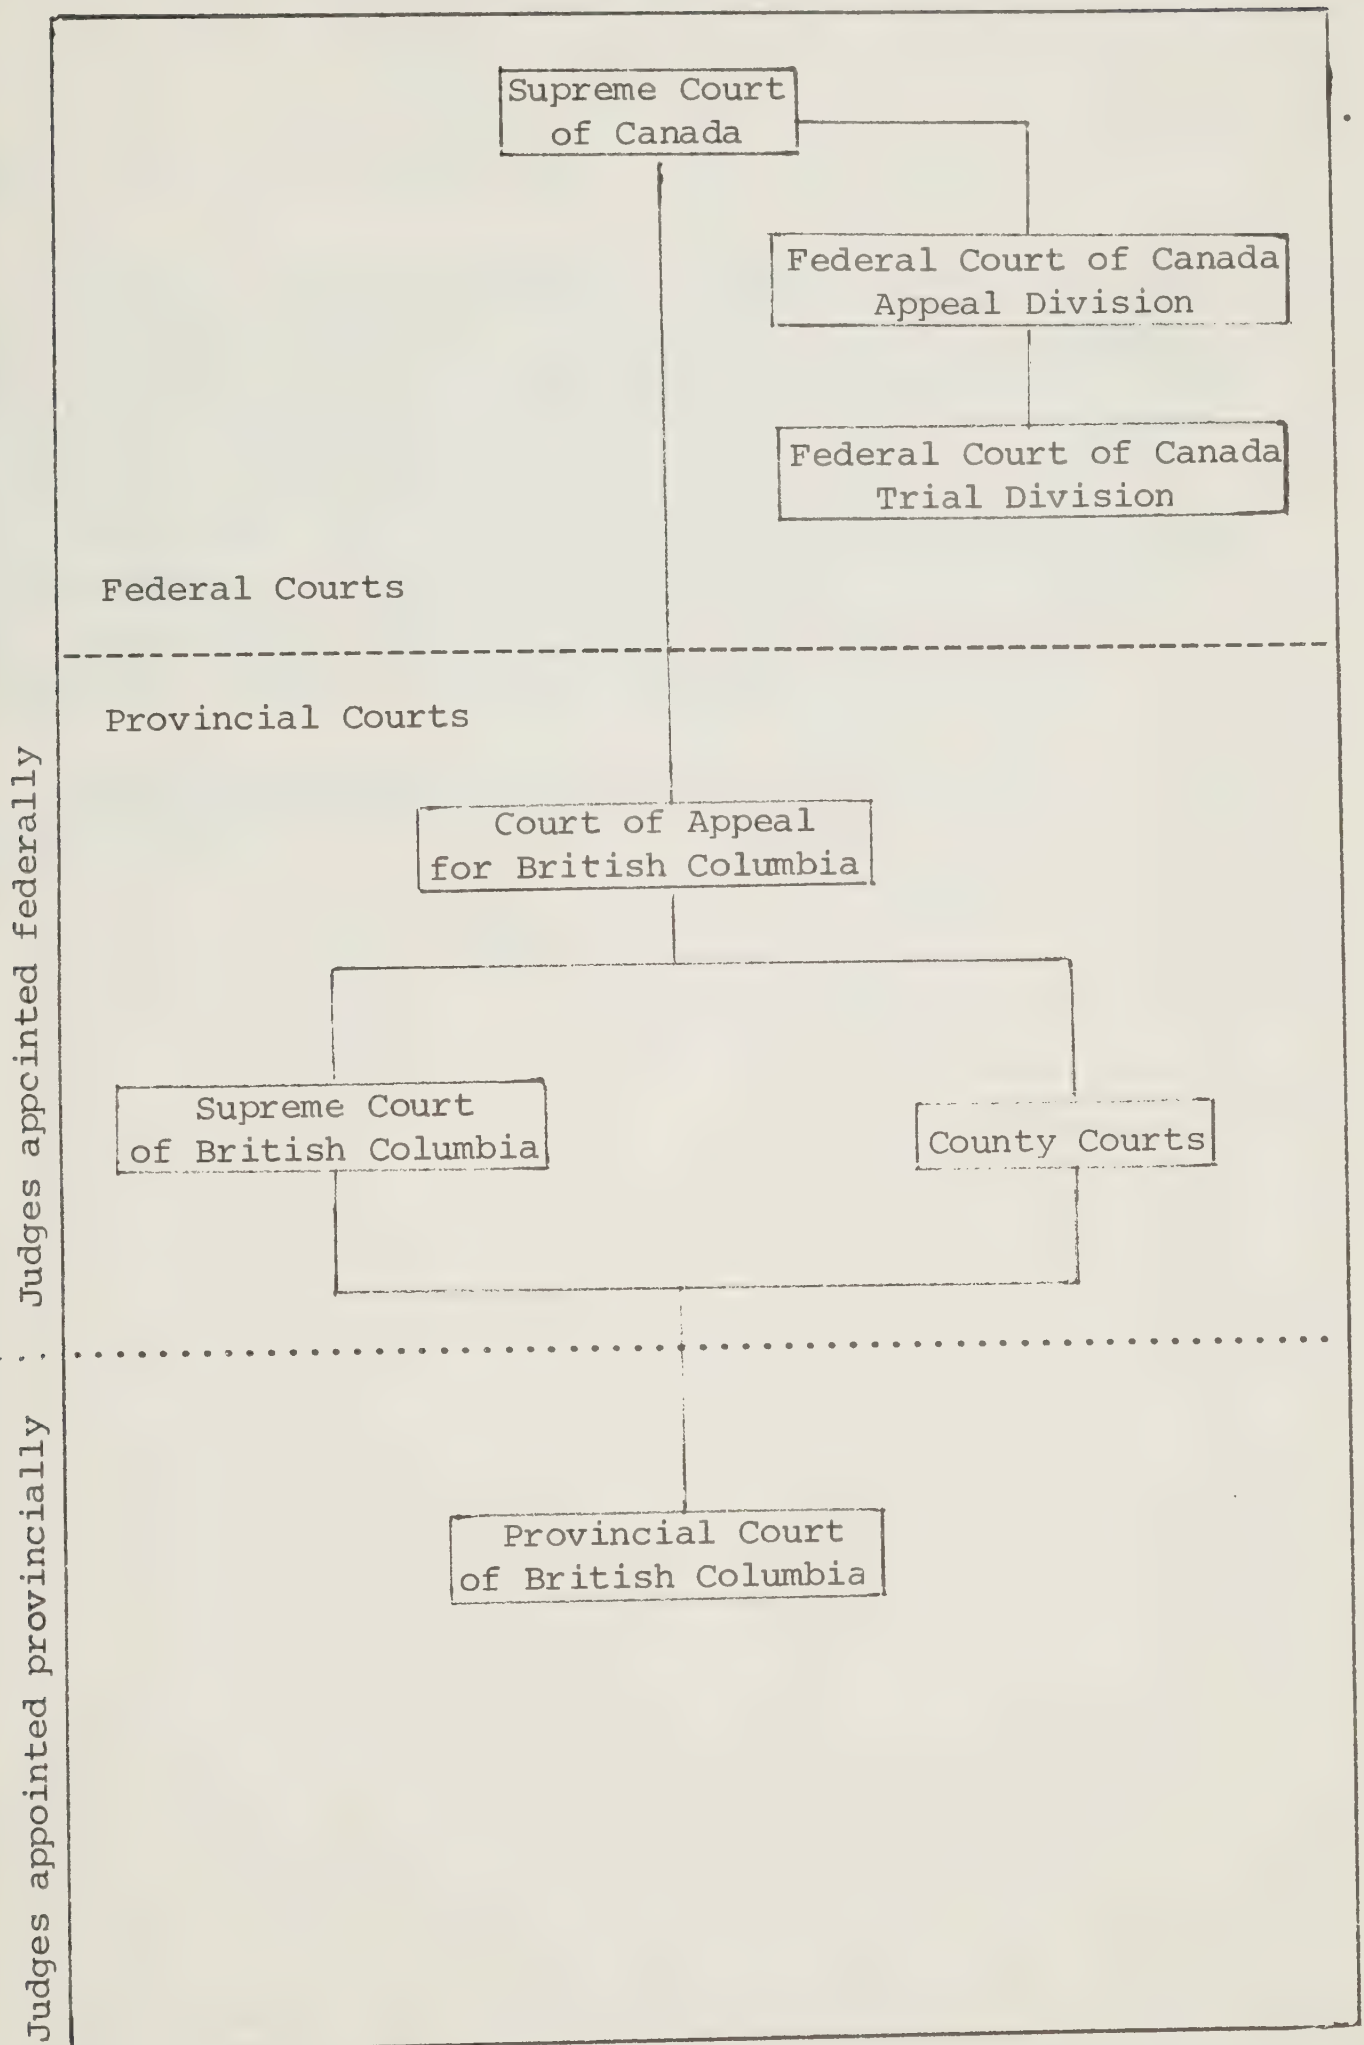 Supreme Court
of Canada
Federal Court of Canada
Appeal Division
Federal Court of Canada
Trial Division
Federal Courts
Provincial Courts
Court of Appeal
for British Columbia
Supreme Court
of British Columbia
County Courts
Provincial Court
of British Columbia
Judges appointed federally
Judges appointed provincially